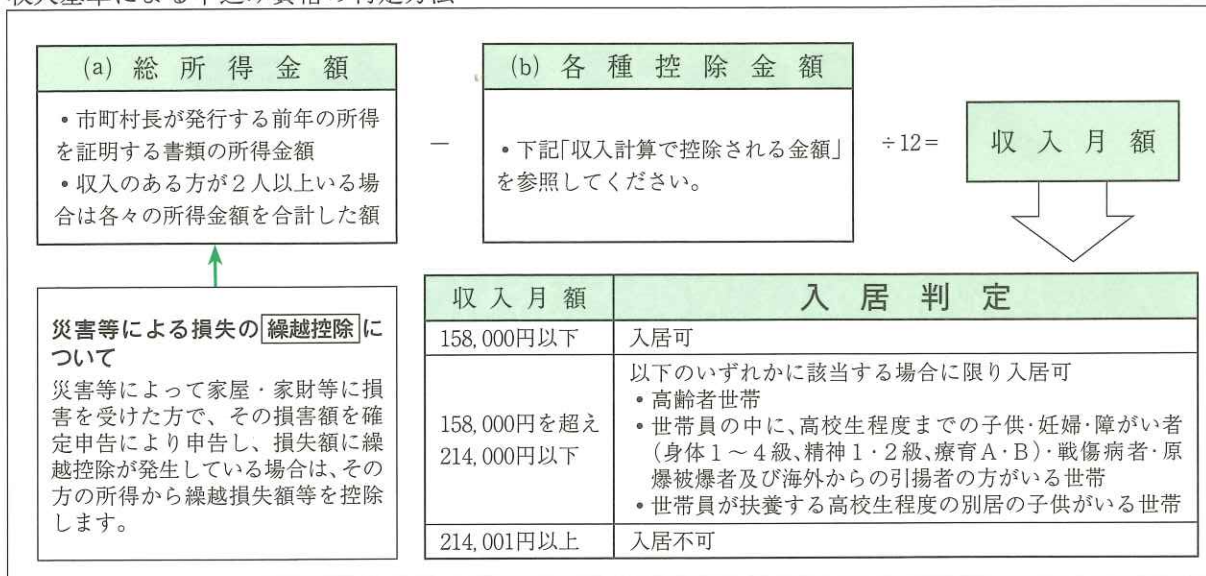 (a) 総所得金額
・市町村長が発行する前年の所得
を証明する書類の所得金額
・収入のある方が2人以上いる場
合は各々の所得金額を合計した額
－
(b) 各種控除金額
・下記「収入計算で控除される金額」
を参照してください。
÷12＝
収入月額
災害等による損失の繰越控除に
ついて
災害等によって家屋・家財等に損
害を受けた方で、その損害額を確
定申告により申告し、損失額に繰
越控除が発生している場合は、その
方の所得から繰越損失額等を控除
します。
収入月額 入居判定
158,000円以下 入居可
158,000円を超え
214,000円以下
以下のいずれかに該当する場合に限り入居可
・高齢者世帯
・世帯員の中に、高校生程度までの子供・妊婦・障がい者
(身体1～4級、精神1・2級、療育A・B)・戦傷病者・原
爆被爆者及び海外からの引揚者の方がいる世帯
・世帯員が扶養する高校生程度の別居の子供がいる世帯
214,001円以上 入居不可